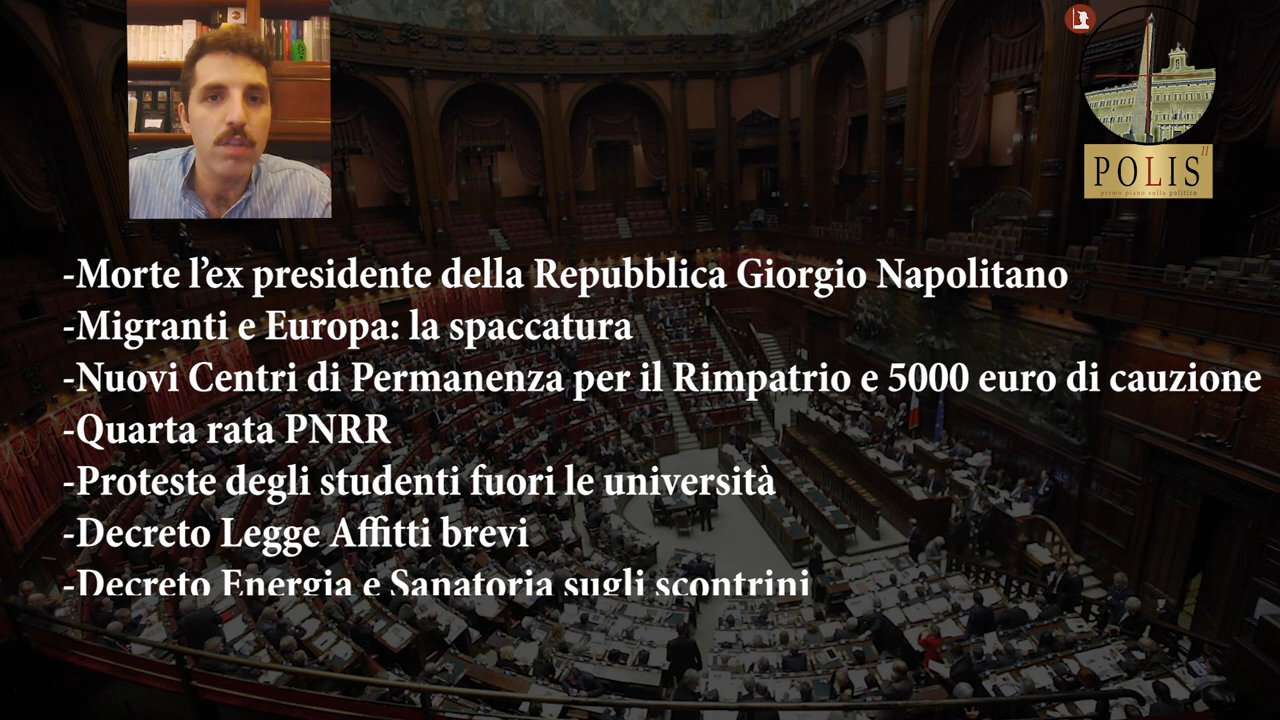 POLIS II
primo piano sulla politica
-Morte l'ex presidente della Repubblica Giorgio Napolitano
-Migranti e Europa: la spaccatura
-Nuovi Centri di Permanenza per il Rimpatrio e 5000 euro di cauzione
-Quarta rata PNRR
-Proteste degli studenti fuori le università
-Decreto Legge Affitti brevi
-Decreto Energia e Sanatoria sugli scontrini